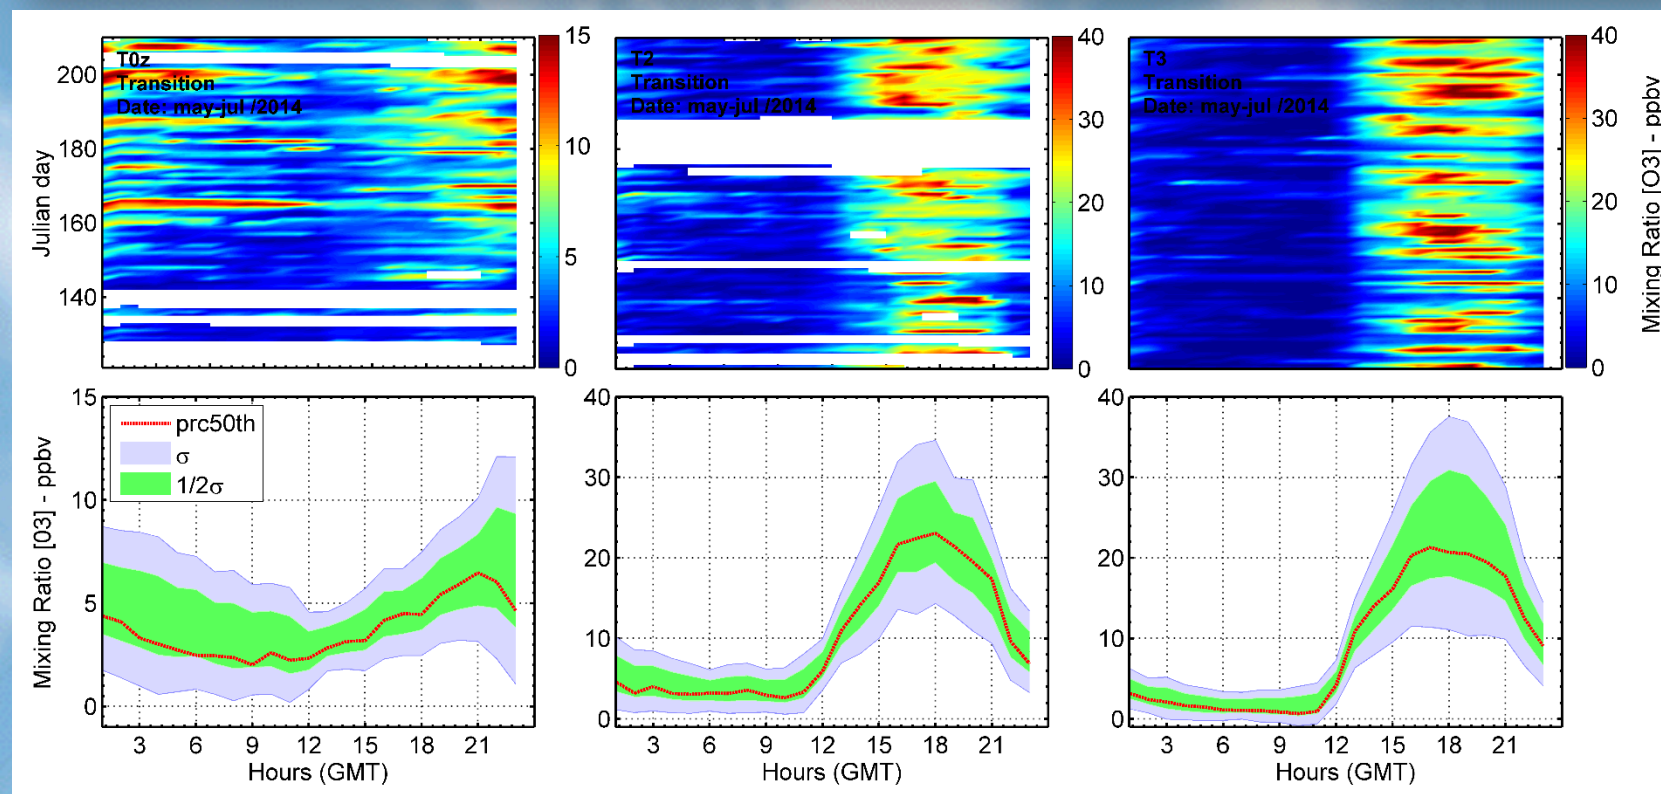 T0z
Transition
Date: may-jul /2014
T2
Transition
Date: may-jul /2014
T3
Transition
Date: may-jul /2014
Julian day
200
180
160
140
15
10
5
0
40
30
20
10
0
40
30
20
10
0
Mixing Ratio [O3] - ppbv
Mixing Ratio [03] - ppbv
15
10
5
0
prc50th
σ
1/2σ
3 6 9 12 15 18 21
Hours (GMT)
40
30
20
10
0
3 6 9 12 15 18 21
Hours (GMT)
40
30
20
10
0
3 6 9 12 15 18 21
Hours (GMT)